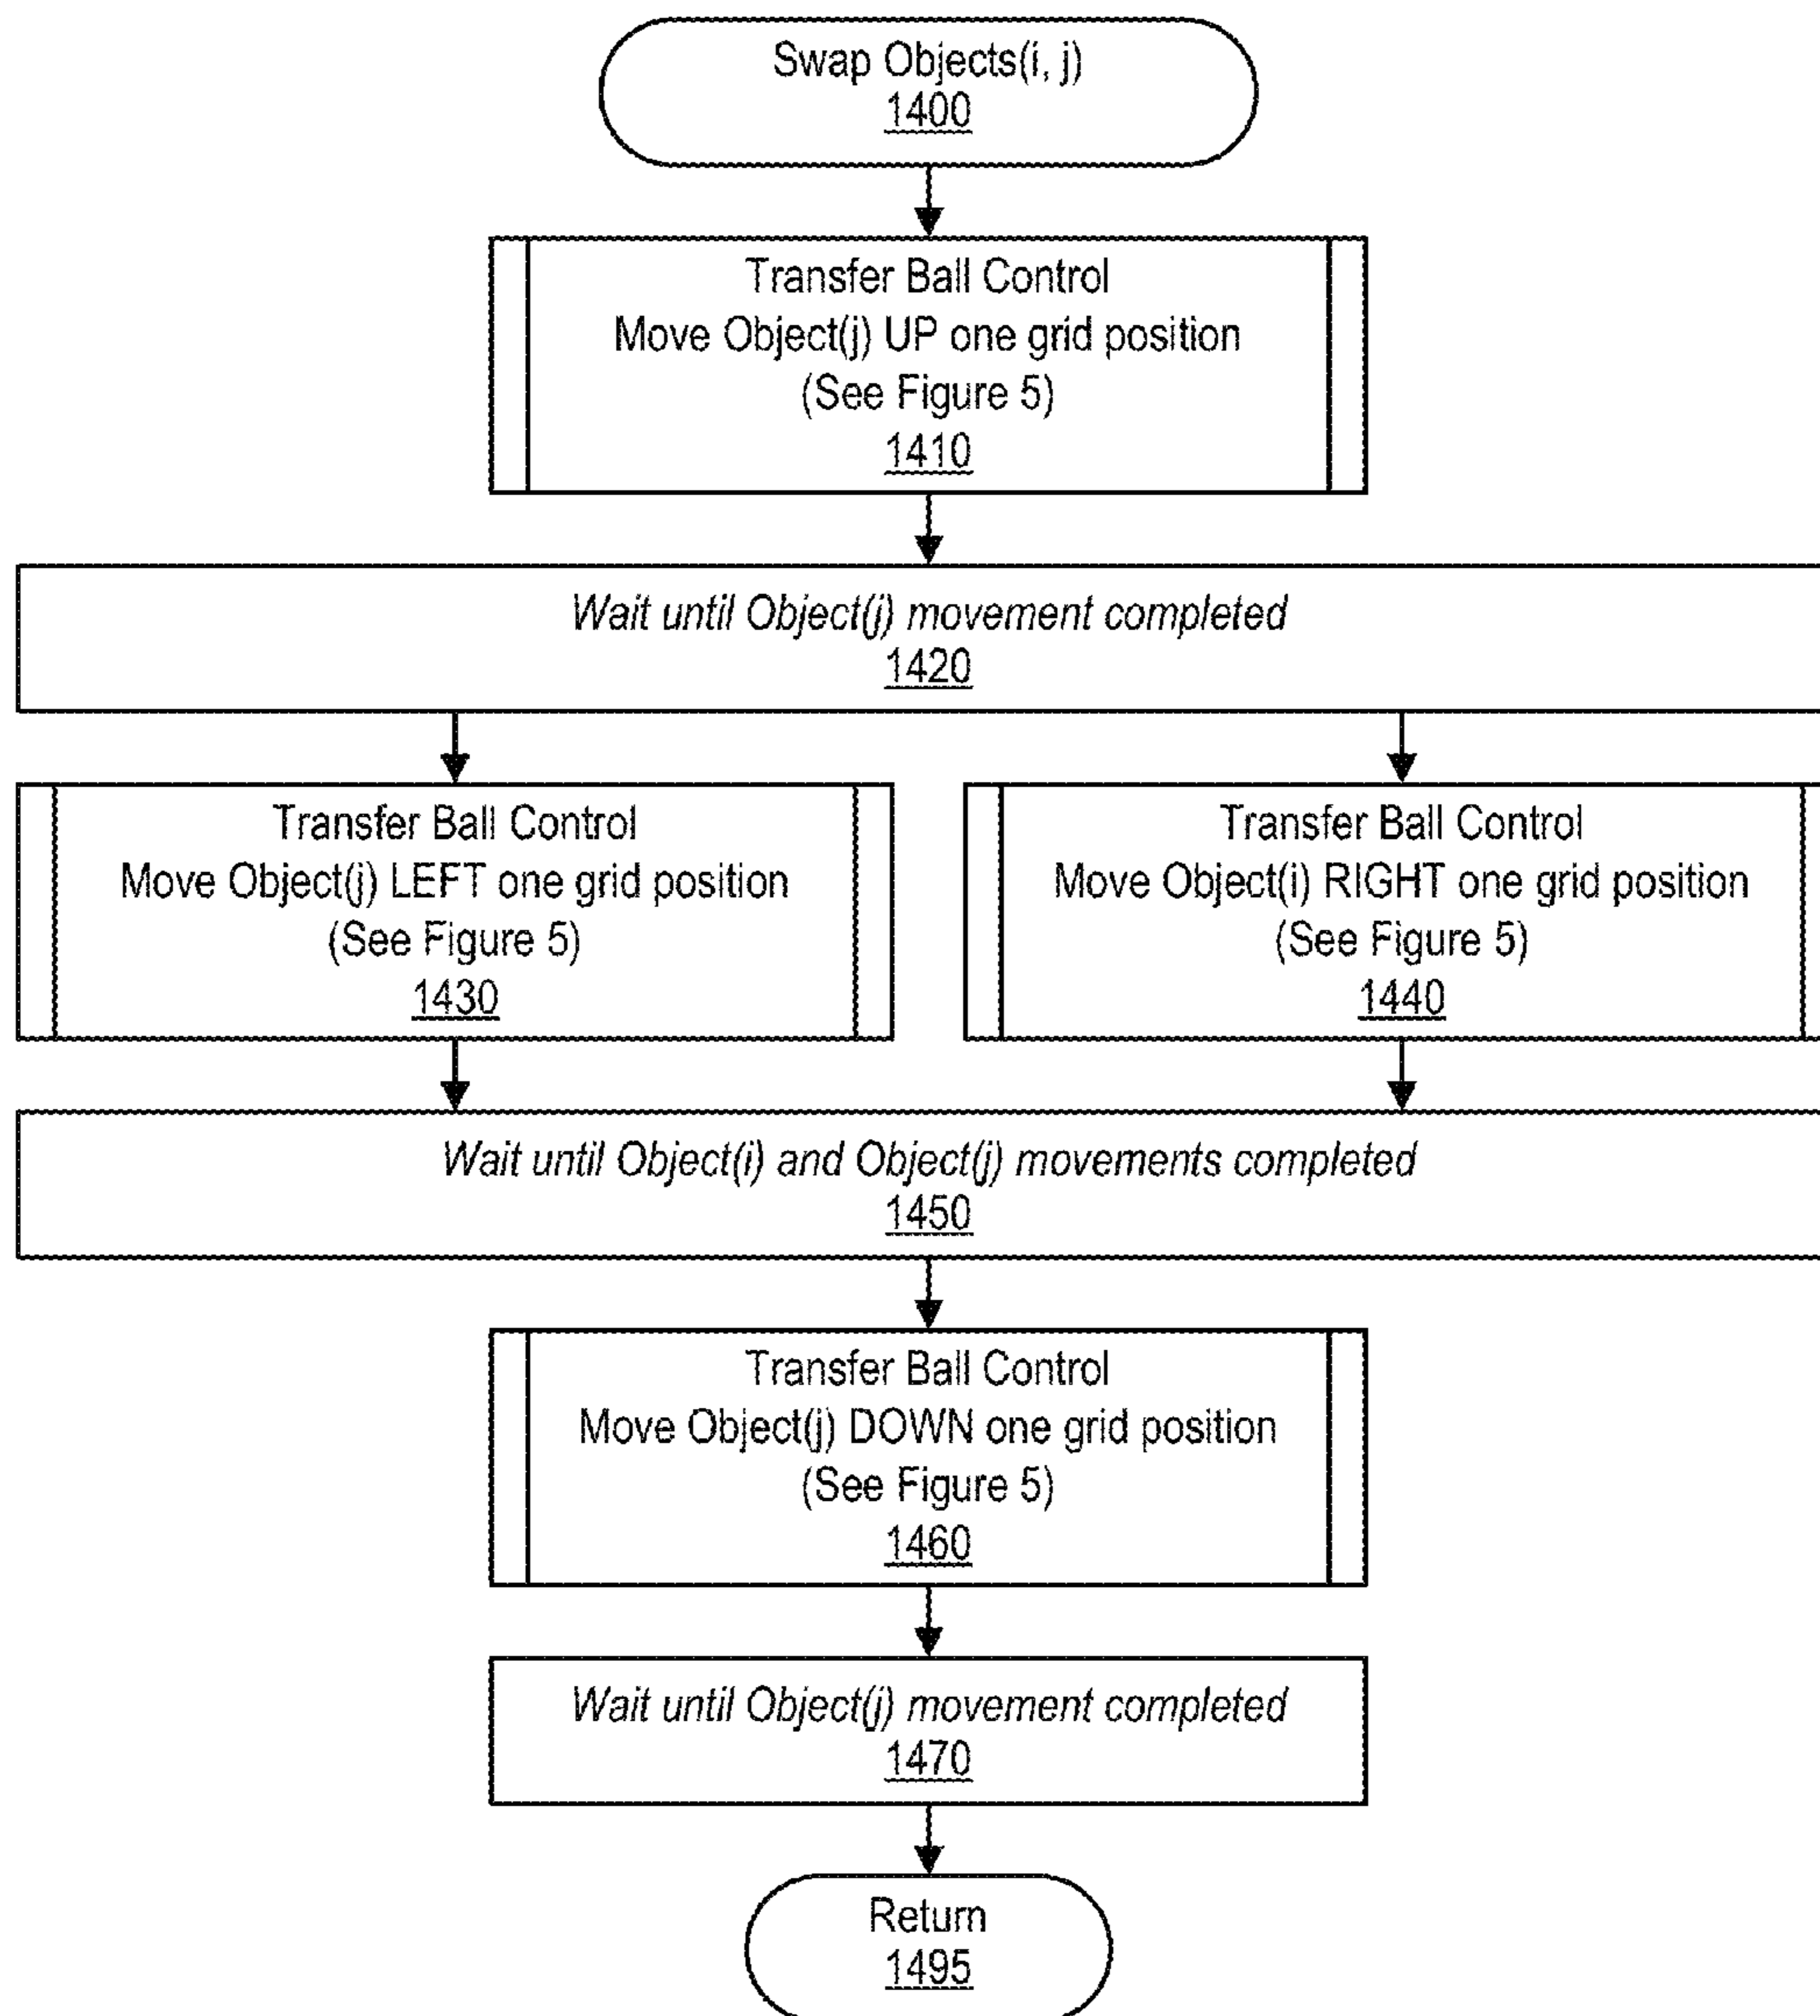 Swap Objects(i, j)
1400
Transfer Ball Control
Move Object(j) UP one grid position
(See Figure 5)
1410
Wait until Object(j) movement completed
1420
Transfer Ball Control
Move Object(j) LEFT one grid position
(See Figure 5)
1430
Transfer Ball Control
Move Object(i) RIGHT one grid position
(See Figure 5)
1440
Wait until Object(i) and Object(j) movements completed
1450
Transfer Ball Control
Move Object(j) DOWN one grid position
(See Figure 5)
1460
Wait until Object(j) movement completed
1470
Return
1495